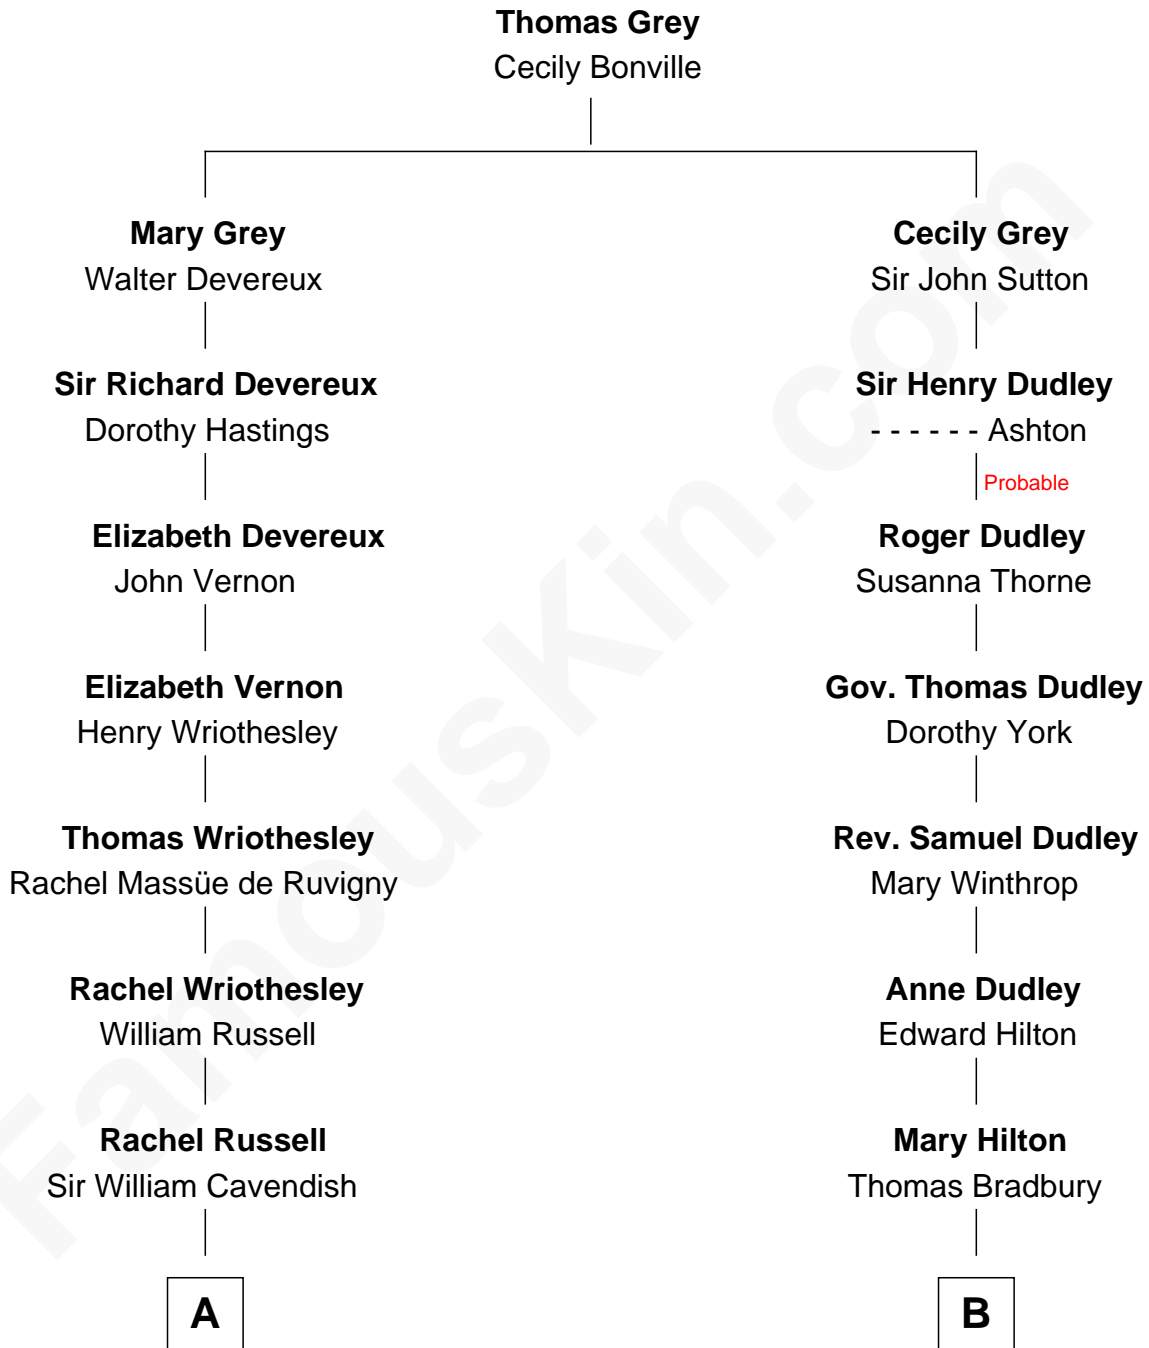 Thomas Grey
Cecily Bonville
Mary Grey
Walter Devereux
Cecily Grey
Sir John Sutton
Sir Richard Devereux
Dorothy Hastings
Sir Henry Dudley
- - - - - - Ashton
Probable
Elizabeth Devereux
John Vernon
Roger Dudley
Susanna Thorne
Elizabeth Vernon
Henry Wriothesley
Gov. Thomas Dudley
Dorothy York
Thomas Wriothesley
Rachel Massüe de Ruvigny
Rev. Samuel Dudley
Mary Winthrop
Rachel Wriothesley
William Russell
Anne Dudley
Edward Hilton
Rachel Russell
Sir William Cavendish
Mary Hilton
Thomas Bradbury
A
B
FamousKin.com